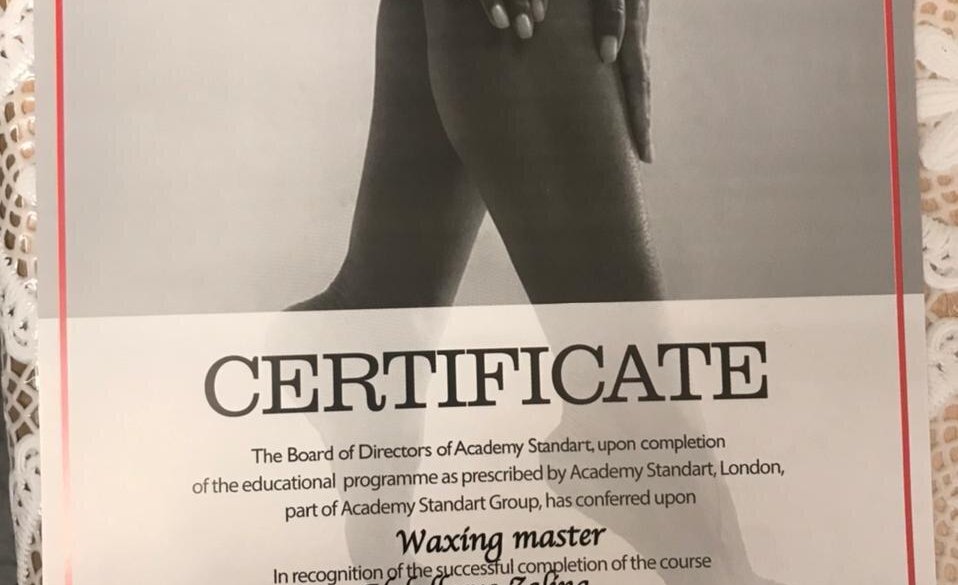 CERTIFICATE
The Board of Directors of Academy Standart, upon completion
of the educational programme as prescribed by Academy Standart, London,
part of Academy Standart Group, has conferred upon
Waxing master
In recognition of the successful completion of the course